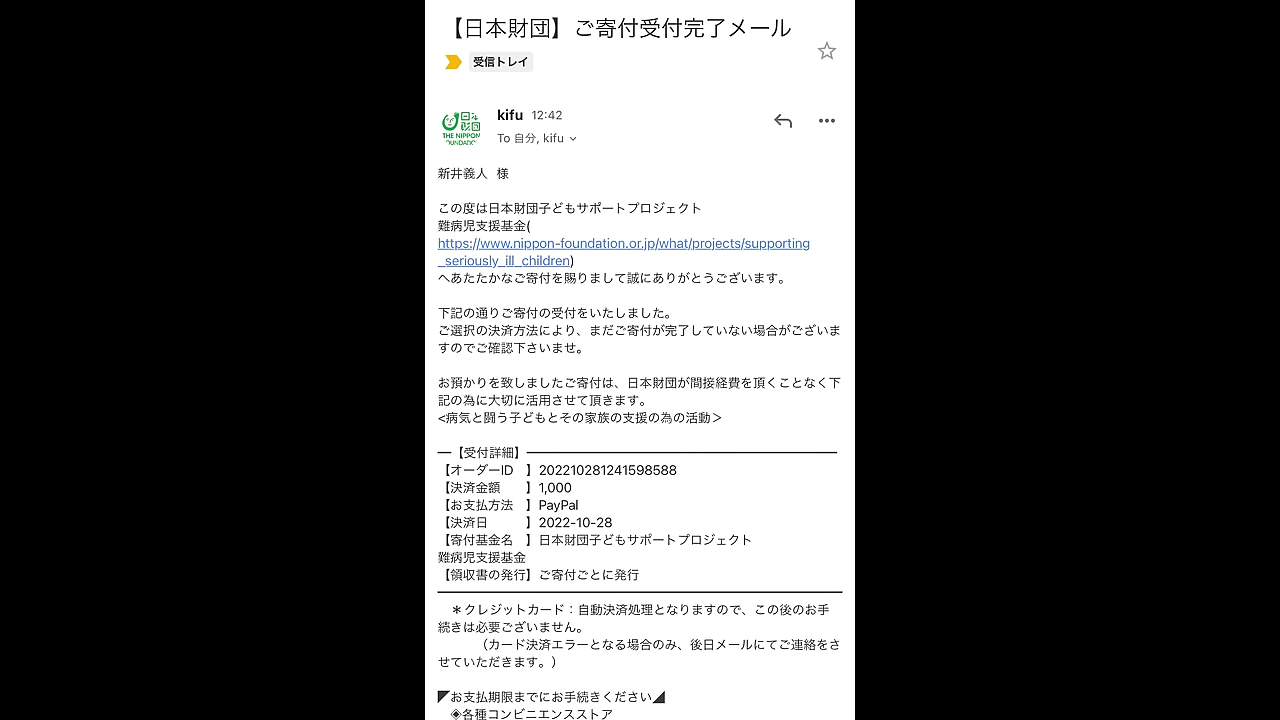 【日本財団】ご寄付受付完了メール
受信トレイ
kifu 12:42
To 自分, kifu
日本財団
THE NIPPON
FOUNDATION
新井義人 様
この度は日本財団子どもサポートプロジェクト
難病児支援基金(
https://www.nippon-foundation.or.jp/what/projects/supporting
_seriously_ill_children)
へあたたかなご寄付を賜りまして誠にありがとうございます。
下記の通りご寄付の受付をいたしました。
ご選択の決済方法により、まだご寄付が完了していない場合がございま
すのでご確認下さいませ。
お預かりを致しましたご寄付は、日本財団が間接経費を頂くことなく下
記の為に大切に活用させて頂きます。
<病気と闘う子どもとその家族の支援の為の活動＞
━【受付詳細】━━━━━━━━━━━━━━━━━━━━━━
【オーダーID　】202210281241598588
【決済金額　　】1,000
【お支払方法　】PayPal
【決済日　　　】2022-10-28
【寄付基金名　】日本財団子どもサポートプロジェクト
難病児支援基金
【領収書の発行】ご寄付ごとに発行
＊クレジットカード：自動決済処理となりますので、この後のお手
続きは必要ございません。
（カード決済エラーとなる場合のみ、後日メールにてご連絡をさ
せていただきます。）
◤お支払期限までにお手続きください◢
◈各種コンビニエンスストア